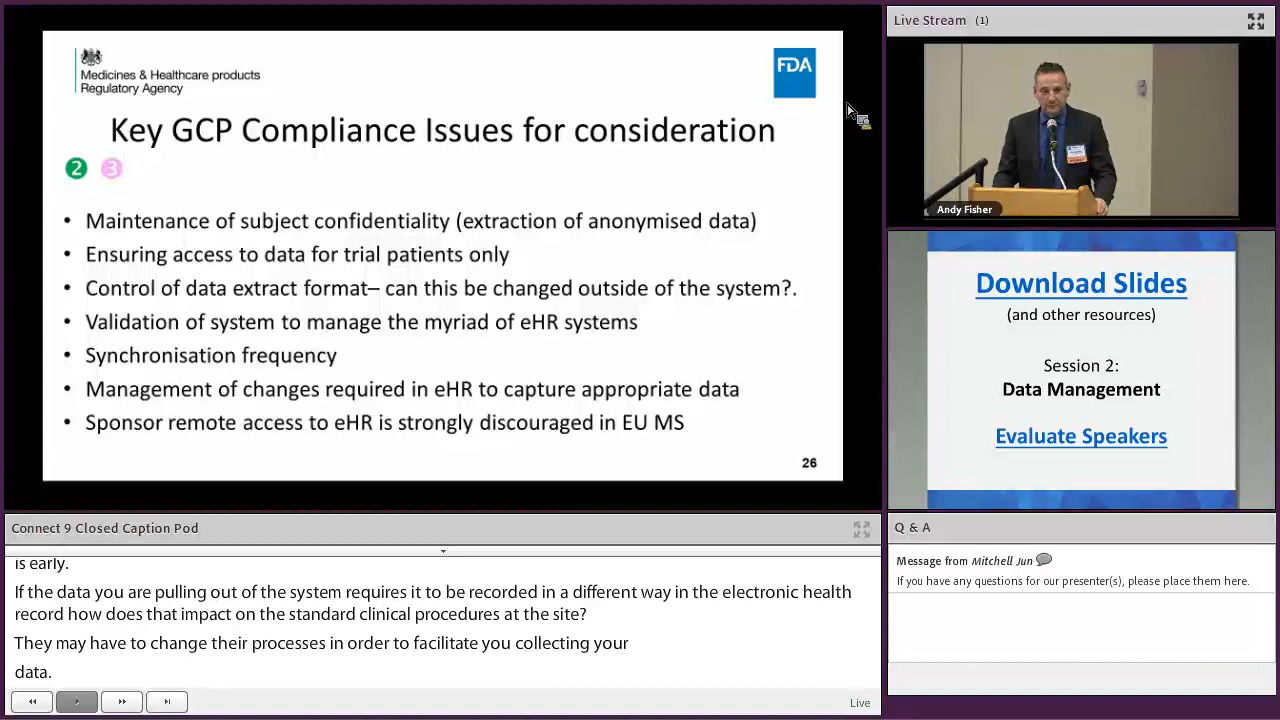 Medicines & Healthcare products
Regulatory Agency
FDA
Key GCP Compliance Issues for consideration
2 3
• Maintenance of subject confidentiality (extraction of anonymised data)
• Ensuring access to data for trial patients only
• Control of data extract format– can this be changed outside of the system?.
• Validation of system to manage the myriad of eHR systems
• Synchronisation frequency
• Management of changes required in eHR to capture appropriate data
• Sponsor remote access to eHR is strongly discouraged in EU MS
26
Live Stream (1)
Andy Fisher
Download Slides
(and other resources)
Session 2:
Data Management
Evaluate Speakers
Connect 9 Closed Caption Pod
is early.
If the data you are pulling out of the system requires it to be recorded in a different way in the electronic health
record how does that impact on the standard clinical procedures at the site?
They may have to change their processes in order to facilitate you collecting your
data.
Live
Q & A
Message from Mitchell Jun
If you have any questions for our presenter(s), please place them here.